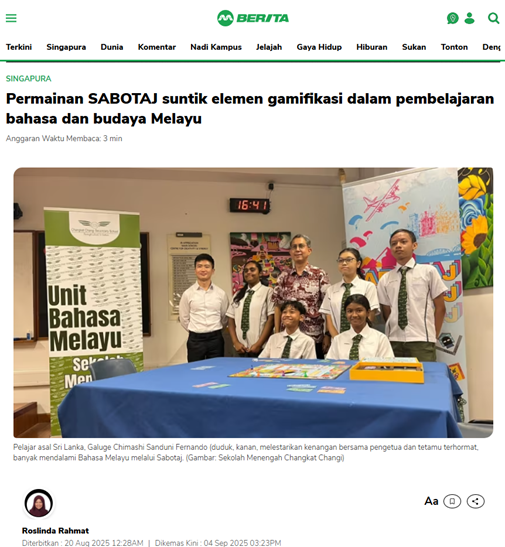 BERITA
Terkini Singapura Dunia Komentar Nadi Kampus Jelajah Gaya Hidup Hiburan Sukan Tonton Deng
SINGAPURA
Permainan SABOTAJ suntik elemen gamifikasi dalam pembelajaran
bahasa dan budaya Melayu
Anggaran Waktu Membaca: 3 min
16:41
Unit
Bahasa
Melayu
Sekolah
Pelajar asal Sri Lanka, Galuge Chimashi Sanduni Fernando (duduk, kanan, melestarikan kenangan bersama pengetua dan tetamu terhormat,
banyak mendalami Bahasa Melayu melalui Sabotaj. (Gambar: Sekolah Menengah Changkat Changi)
Aa
Roslinda Rahmat
Diterbitkan : 20 Aug 2025 12:28AM | Dikemas Kini : 04 Sep 2025 03:23PM